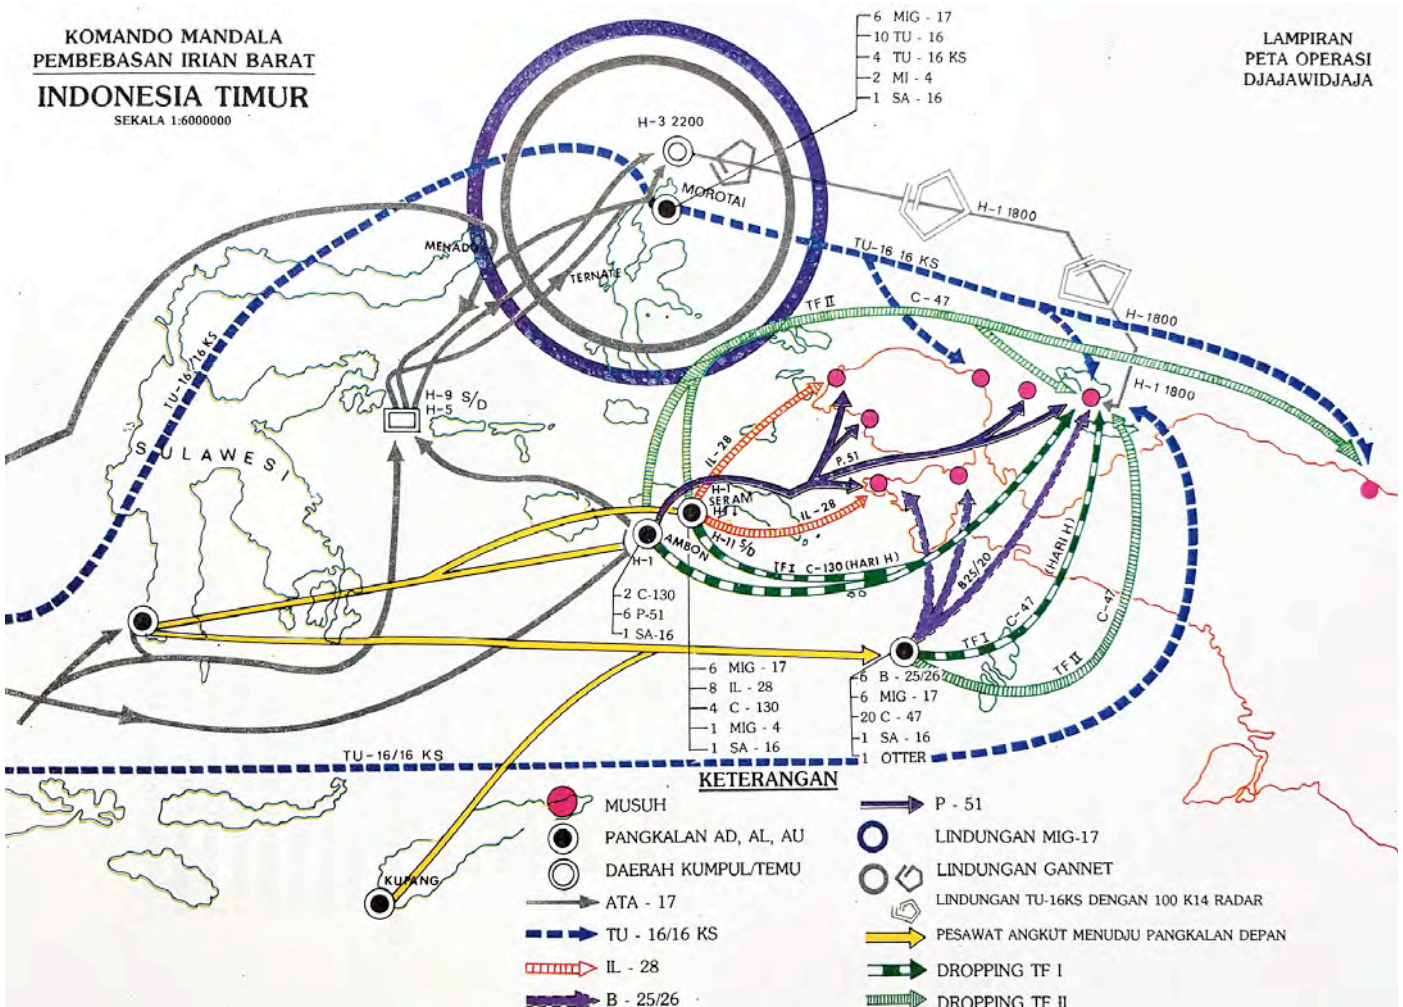 KOMANDO MANDALA
PEMBEBASAN IRIAN BARAT
INDONESIA TIMUR
SEKALA 1:6000000
LAMPIRAN
PETA OPERASI
DJAJAWIDJAJA
6 MIG - 17
10 TU - 16
4 TU - 16 KS
2 MI - 4
1 SA - 16
H-3 2200
MOROTAI
H-1 1800
MENADO
TERNATE
TU-16 16 KS
TF II
C-47
H-1800
H-1 1800
TU-16/16 KS
H-9 S/D
H-5
SULAWESI
IL-28
P.51
H-1
SERAM
IL-28
H-11 S/D
AMBON
H-1
TF I C-130 (HARI H)
B25/20
(HARI H)
C-47
C-47
TF I
TF II
2 C-130
6 P-51
1 SA-16
6 MIG - 17
8 IL - 28
4 C - 130
1 MIG - 4
1 SA - 16
6 B - 25/26
6 MIG - 17
20 C - 47
1 SA - 16
1 OTTER
TU-16/16 KS
KUPANG
KETERANGAN
MUSUH
PANGKALAN AD, AL, AU
DAERAH KUMPUL/TEMU
ATA - 17
TU - 16/16 KS
IL - 28
B - 25/26
P - 51
LINDUNGAN MIG-17
LINDUNGAN GANNET
LINDUNGAN TU-16KS DENGAN 100 K14 RADAR
PESAWAT ANGKUT MENUDJU PANGKALAN DEPAN
DROPPING TF I
DROPPING TF II